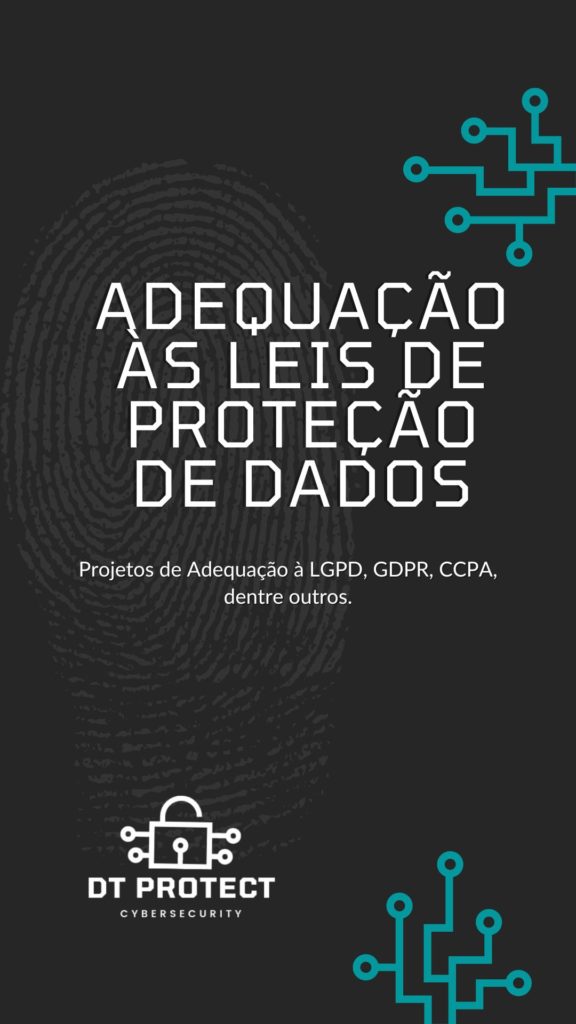 ADEQUAÇÃO
ÀS LEIS DE
PROTEÇÃO
DE DADOS
Projetos de Adequação à LGPD, GDPR, CCPA,
dentre outros.
DT PROTECT
CYBERSECURITY